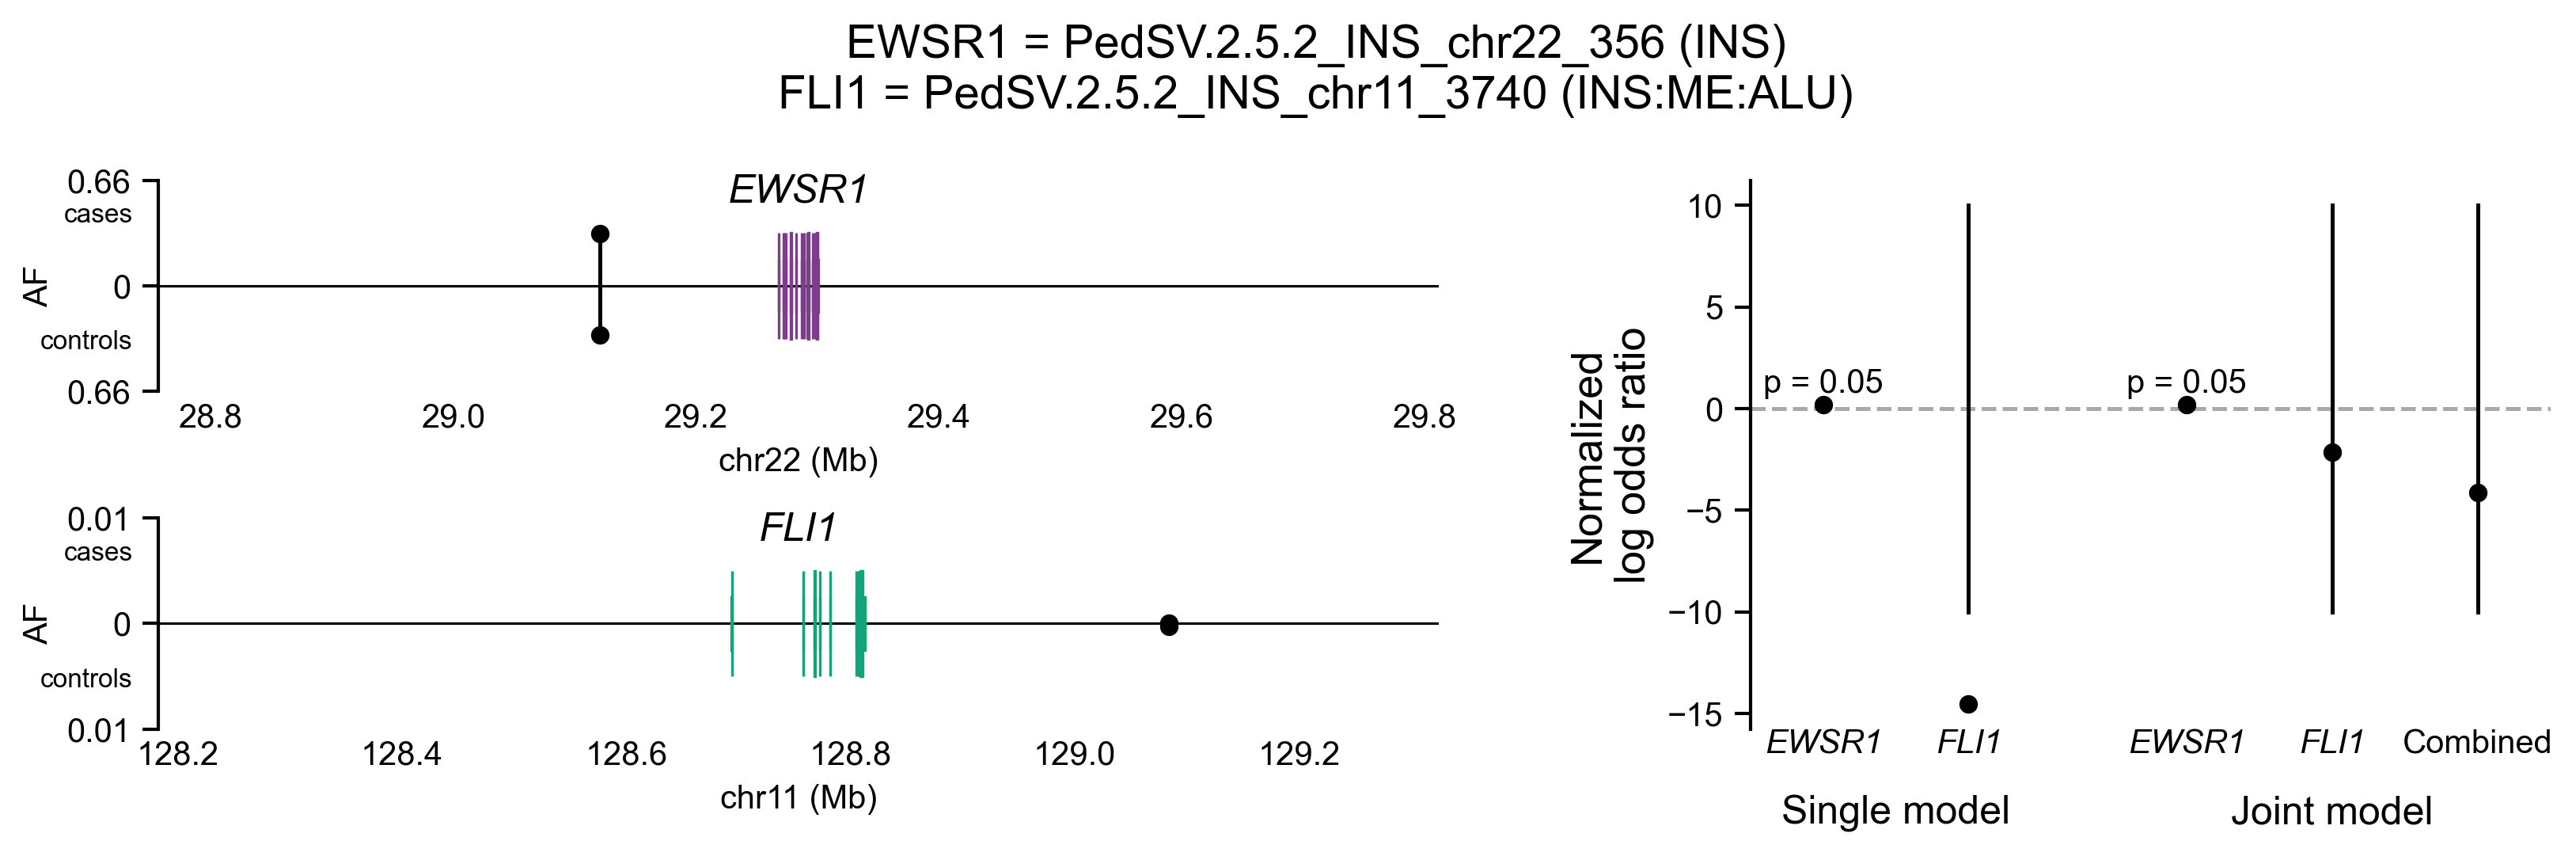 EWSR1 = PedSV.2.5.2_INS_chr22_356 (INS)
FLI1 = PedSV.2.5.2_INS_chr11_3740 (INS:ME:ALU)
0.66
cases
AF
0
controls
0.66
EWSR1
28.8 29.0 29.2 29.4 29.6 29.8
chr22 (Mb)
0.01
cases
AF
0
controls
0.01
FLI1
128.2 128.4 128.6 128.8 129.0 129.2
chr11 (Mb)
Normalized
log odds ratio
10
5
0
−5
−10
−15
p = 0.05 p = 0.05
EWSR1 FLI1 EWSR1 FLI1 Combined
Single model Joint model